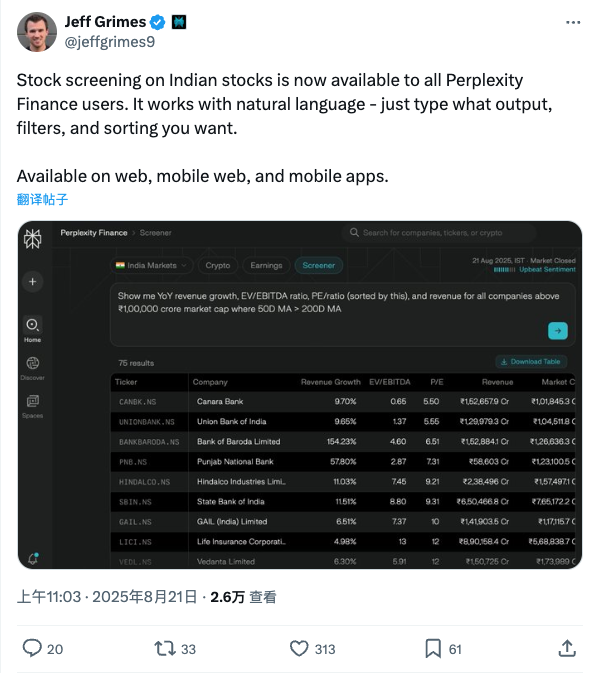 Jeff Grimes
@jeffgrimes9
Stock screening on Indian stocks is now available to all Perplexity
Finance users. It works with natural language - just type what output,
filters, and sorting you want.
Available on web, mobile web, and mobile apps.
翻译帖子
Perplexity Finance > Screener
Search for companies, tickers, or crypto
India Markets
Crypto
Earnings
Screener
21 Aug 2025, IST · Market Closed
Upbeat Sentiment
Home
Discover
Spaces
Show me YoY revenue growth, EV/EBITDA ratio, PE/ratio (sorted by this), and revenue for all companies above
₹1,00,000 crore market cap where 50D MA > 200D MA
75 results
Download Table
Ticker Company Revenue Growth EV/EBITDA P/E Revenue Market C
CANBK.NS Canara Bank 9.70% 0.65 5.50 ₹1,52,657.9 Cr ₹1,01,845.3 C
UNIONBANK.NS Union Bank of India 9.65% 1.37 5.55 ₹1,29,979.3 Cr ₹1,04,511.8 C
BANKBARODA.NS Bank of Baroda Limited 154.23% 4.60 6.51 ₹1,52,884.1 Cr ₹1,26,636.3 C
PNB.NS Punjab National Bank 57.80% 2.87 7.31 ₹58,603 Cr ₹1,23,100.5 C
HINDALCO.NS Hindalco Industries Limi... 11.03% 7.45 9.21 ₹2,38,496 Cr ₹1,57,497.1 C
SBIN.NS State Bank of India 11.51% 8.80 9.31 ₹6,50,466.8 Cr ₹7,65,172.2 C
GAIL.NS GAIL (India) Limited 6.51% 7.37 10 ₹1,41,903.5 Cr ₹1,17,115.7 C
LICI.NS Life Insurance Corporati... 4.98% 13 12 ₹8,90,158.4 Cr ₹5,68,838.7 C
VEDL.NS Vedanta Limited 6.30% 5.91 12 ₹1,50,725 Cr ₹1,73,989 C
上午11:03 · 2025年8月21日 · 2.6万 查看
20 33 313 61